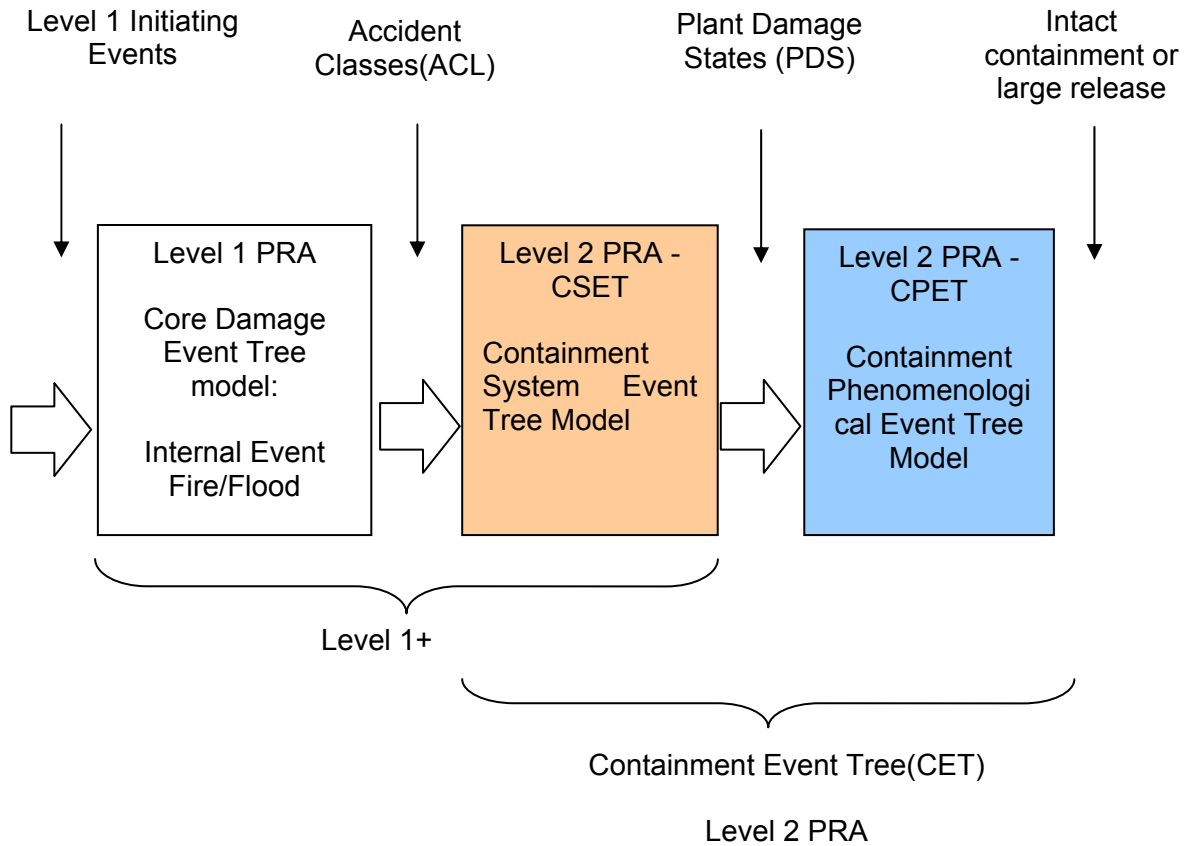 Level 1 Initiating
Events
Accident
Classes(ACL)
Plant Damage
States (PDS)
Intact
containment or
large release
Level 1 PRA
Core Damage
Event Tree
model:
Internal Event
Fire/Flood
Level 2 PRA -
CSET
Containment
System Event
Tree Model
Level 2 PRA -
CPET
Containment
Phenomenologi
cal Event Tree
Model
Level 1+
Containment Event Tree(CET)
Level 2 PRA